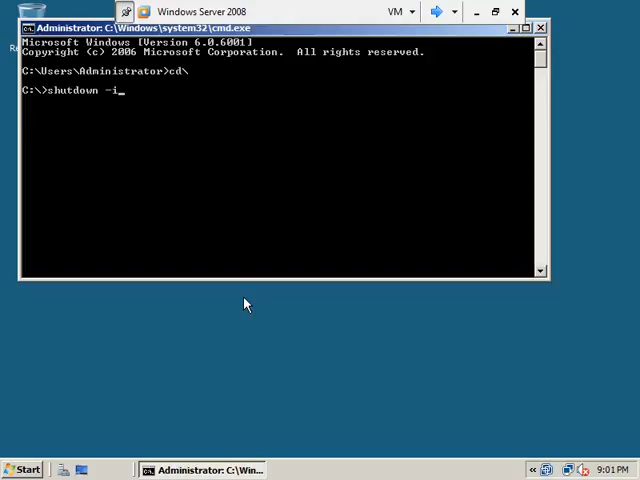 Windows Server 2008
VM
Administrator: C:\Windows\system32\cmd.exe
Microsoft Windows [Version 6.0.6001]
Copyright (c) 2006 Microsoft Corporation.  All rights reserved.
C:\Users\Administrator>cd\
C:\>shutdown -i_
Start
Administrator: C:\Win...
9:01 PM